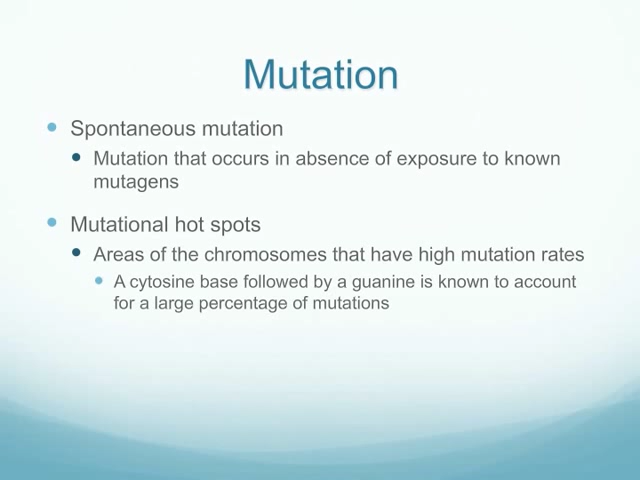 Mutation
Spontaneous mutation
Mutation that occurs in absence of exposure to known
mutagens
Mutational hot spots
Areas of the chromosomes that have high mutation rates
A cytosine base followed by a guanine is known to account
for a large percentage of mutations